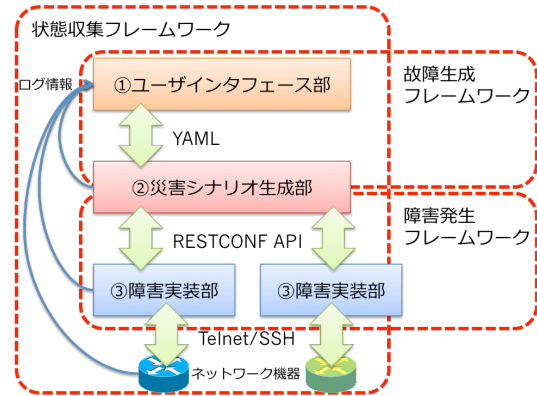 状態収集フレームワーク
故障生成
フレームワーク
ログ情報
①ユーザインタフェース部
YAML
②災害シナリオ生成部
障害発生
フレームワーク
RESTCONF API
③障害実装部
③障害実装部
Telnet/SSH
ネットワーク機器